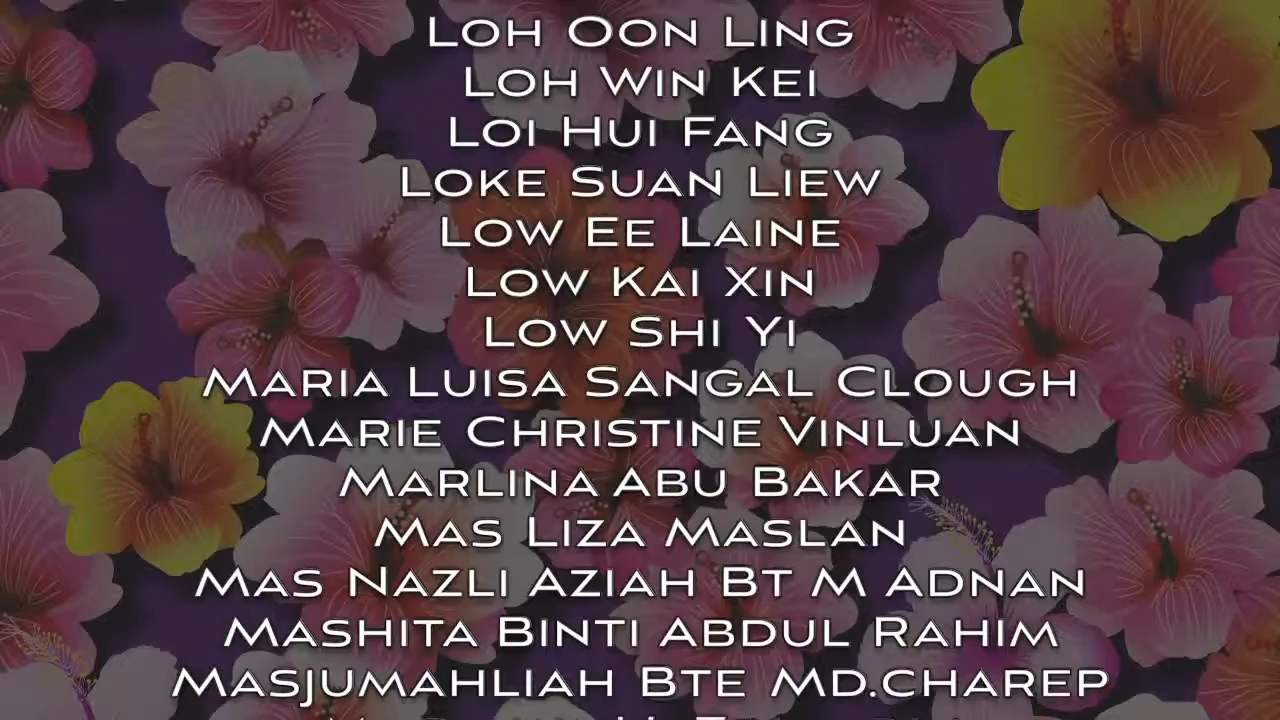 Loh Oon Ling
Loh Win Kei
Loi Hui Fang
Loke Suan Liew
Low Ee Laine
Low Kai Xin
Low Shi Yi
Maria Luisa Sangal Clough
Marie Christine Vinluan
Marlina Abu Bakar
Mas Liza Maslan
Mas Nazli Aziah Bt M Adnan
Mashita Binti Abdul Rahim
Masjumahliah Bte Md.charep